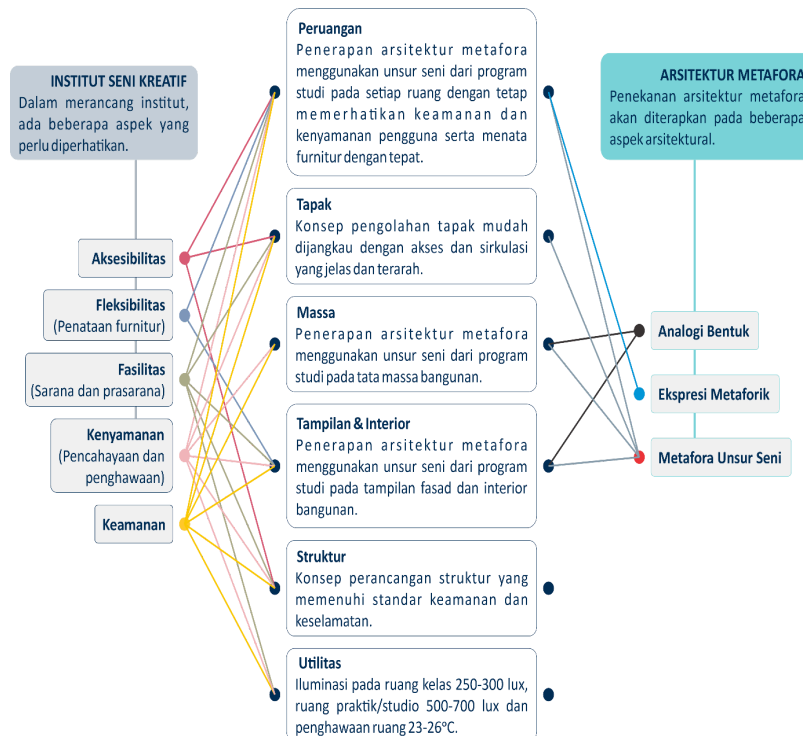 INSTITUT SENI KREATIF
Dalam merancang institut,
ada beberapa aspek yang
perlu diperhatikan.
Aksesibilitas
Fleksibilitas
(Penataan furnitur)
Fasilitas
(Sarana dan prasarana)
Kenyamanan
(Pencahayaan dan
penghawaan)
Keamanan
Peruangan
Penerapan arsitektur metafora
menggunakan unsur seni dari program
studi pada setiap ruang dengan tetap
memerhatikan keamanan dan
kenyamanan pengguna serta menata
furnitur dengan tepat.
Tapak
Konsep pengolahan tapak mudah
dijangkau dengan akses dan sirkulasi
yang jelas dan terarah.
Massa
Penerapan arsitektur metafora
menggunakan unsur seni dari program
studi pada tata massa bangunan.
Tampilan & Interior
Penerapan arsitektur metafora
menggunakan unsur seni dari program
studi pada tampilan fasad dan interior
bangunan.
Struktur
Konsep perancangan struktur yang
memenuhi standar keamanan dan
keselamatan.
Utilitas
Iluminasi pada ruang kelas 250-300 lux,
ruang praktik/studio 500-700 lux dan
penghawaan ruang 23-26°C.
ARSITEKTUR METAFORA
Penekanan arsitektur metafora
akan diterapkan pada beberapa
aspek arsitektural.
Analogi Bentuk
Ekspresi Metaforik
Metafora Unsur Seni